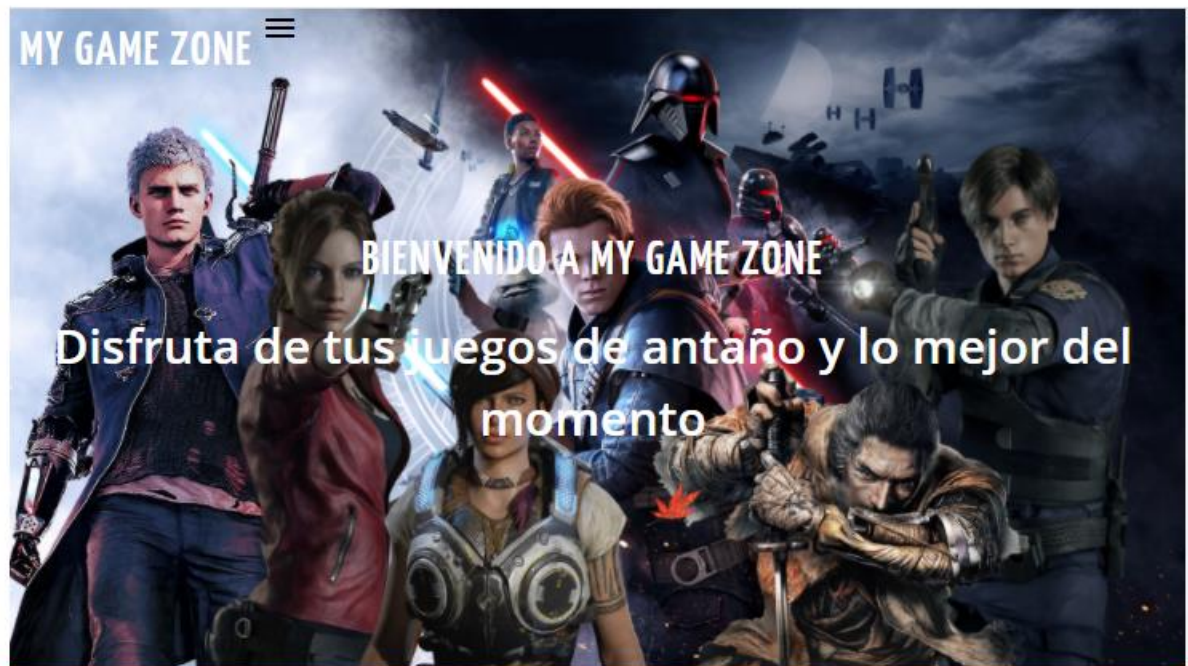 MY GAME ZONE
BIENVENIDO A MY GAME ZONE
Disfruta de tus juegos de antaño y lo mejor del
momento